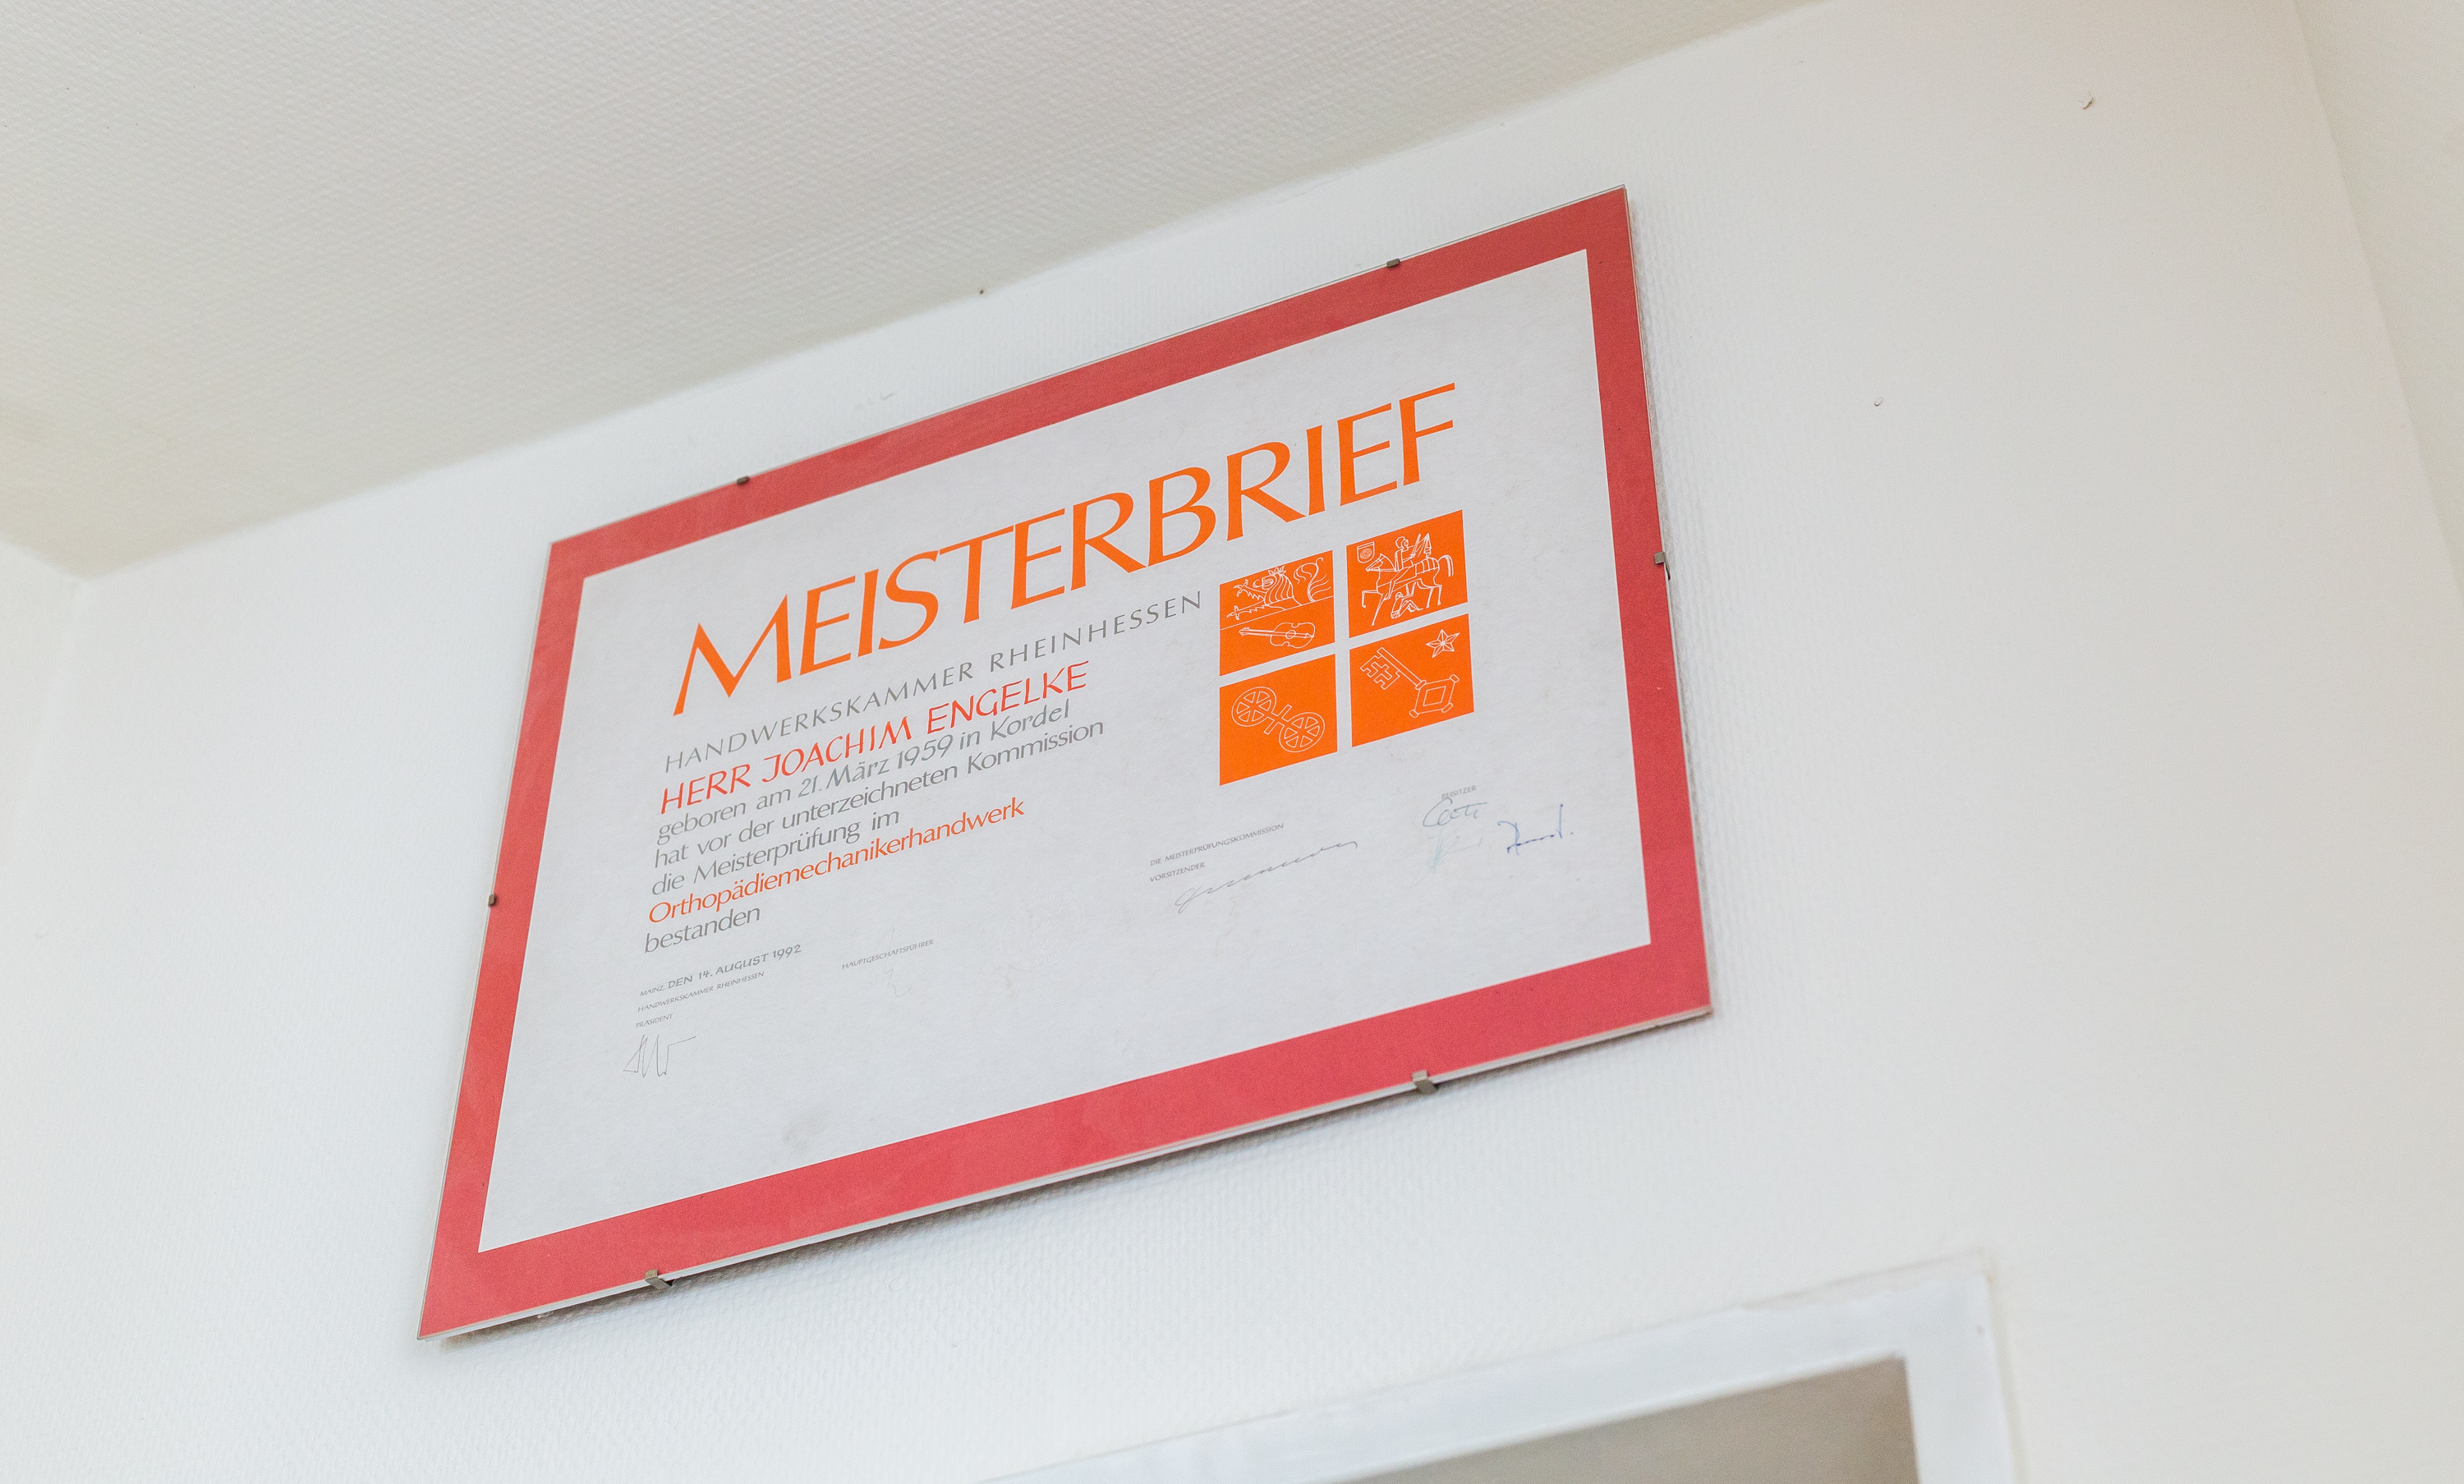 MEISTERBRIEF
HANDWERKSKAMMER RHEINHESSEN
HERR JOACHIM ENGELKE
geboren am 21. März 1959 in Kordel
hat vor der unterzeichneten Kommission
die Meisterprüfung im
Orthopädiemechanikerhandwerk
bestanden
MAINZ, DEN 14. AUGUST 1992
HANDWERKSKAMMER RHEINHESSEN
PRÄSIDENT
HAUPTGESCHÄFTSFÜHRER
DIE MEISTERPRÜFUNGSKOMMISSION
VORSITZENDER
BEISITZER